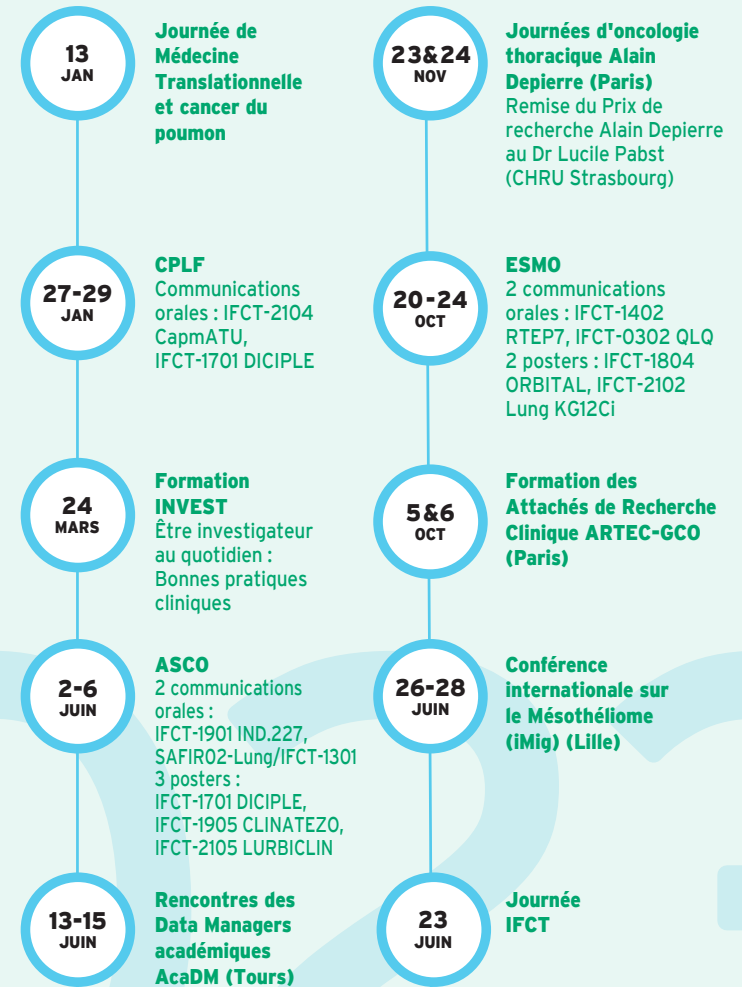 13
JAN
Journée de
Médecine
Translationnelle
et cancer du
poumon
27-29
JAN
CPLF
Communications
orales : IFCT-2104
CapmATU,
IFCT-1701 DICIPLE
24
MARS
Formation
INVEST
Être investigateur
au quotidien :
Bonnes pratiques
cliniques
2-6
JUIN
ASCO
2 communications
orales :
IFCT-1901 IND.227,
SAFIR02-Lung/IFCT-1301
3 posters :
IFCT-1701 DICIPLE,
IFCT-1905 CLINATEZO,
IFCT-2105 LURBICLIN
13-15
JUIN
Rencontres des
Data Managers
académiques
AcaDM (Tours)
23&24
NOV
Journées d'oncologie
thoracique Alain
Depierre (Paris)
Remise du Prix de
recherche Alain Depierre
au Dr Lucile Pabst
(CHRU Strasbourg)
20-24
OCT
ESMO
2 communications
orales : IFCT-1402
RTEP7, IFCT-0302 QLQ
2 posters : IFCT-1804
ORBITAL, IFCT-2102
Lung KG12Ci
5&6
OCT
Formation des
Attachés de Recherche
Clinique ARTEC-GCO
(Paris)
26-28
JUIN
Conférence
internationale sur
le Mésothéliome
(iMig) (Lille)
23
JUIN
Journée
IFCT